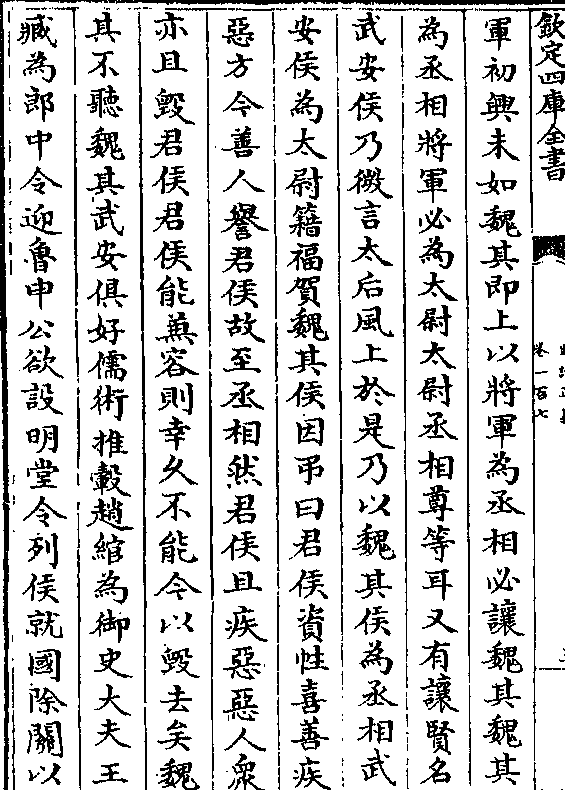 欽定四庫全書
卷一百七
軍初興未如魏其即上以將軍為丞相必讓魏其魏其
為丞相將軍必為太尉太尉丞相尊等耳又有讓賢名
武安侯乃微言太后風上於是乃以魏其侯為丞相武
安侯為太尉籍福賀魏其侯因弔曰君侯資性喜善疾
惡方今善人譽君侯故至丞相然君侯且疾惡惡人衆
亦且毀君侯君侯能兼容則幸久不能今以毀去矣魏
其不聽魏其武安俱好儒術推轂趙綰為御史大夫王
臧為郎中令迎魯申公欲設明堂令列侯就國除關以